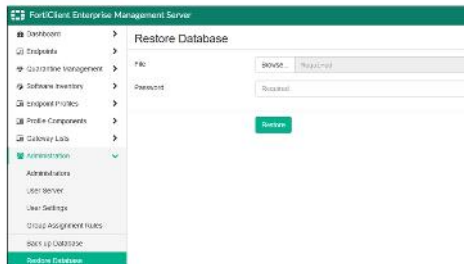 FortiClient Enterprise Management Server
Dashboard
Restore Database
Endpoints
File
Browse...
Required
Quarantine Management
Software Inventory
Password
Required
Endpoint Profiles
Profile Components
Restore
Gateway Lists
Administration
Administrators
User Server
User Settings
Group Assignment Rules
Back up Database
Restore Database